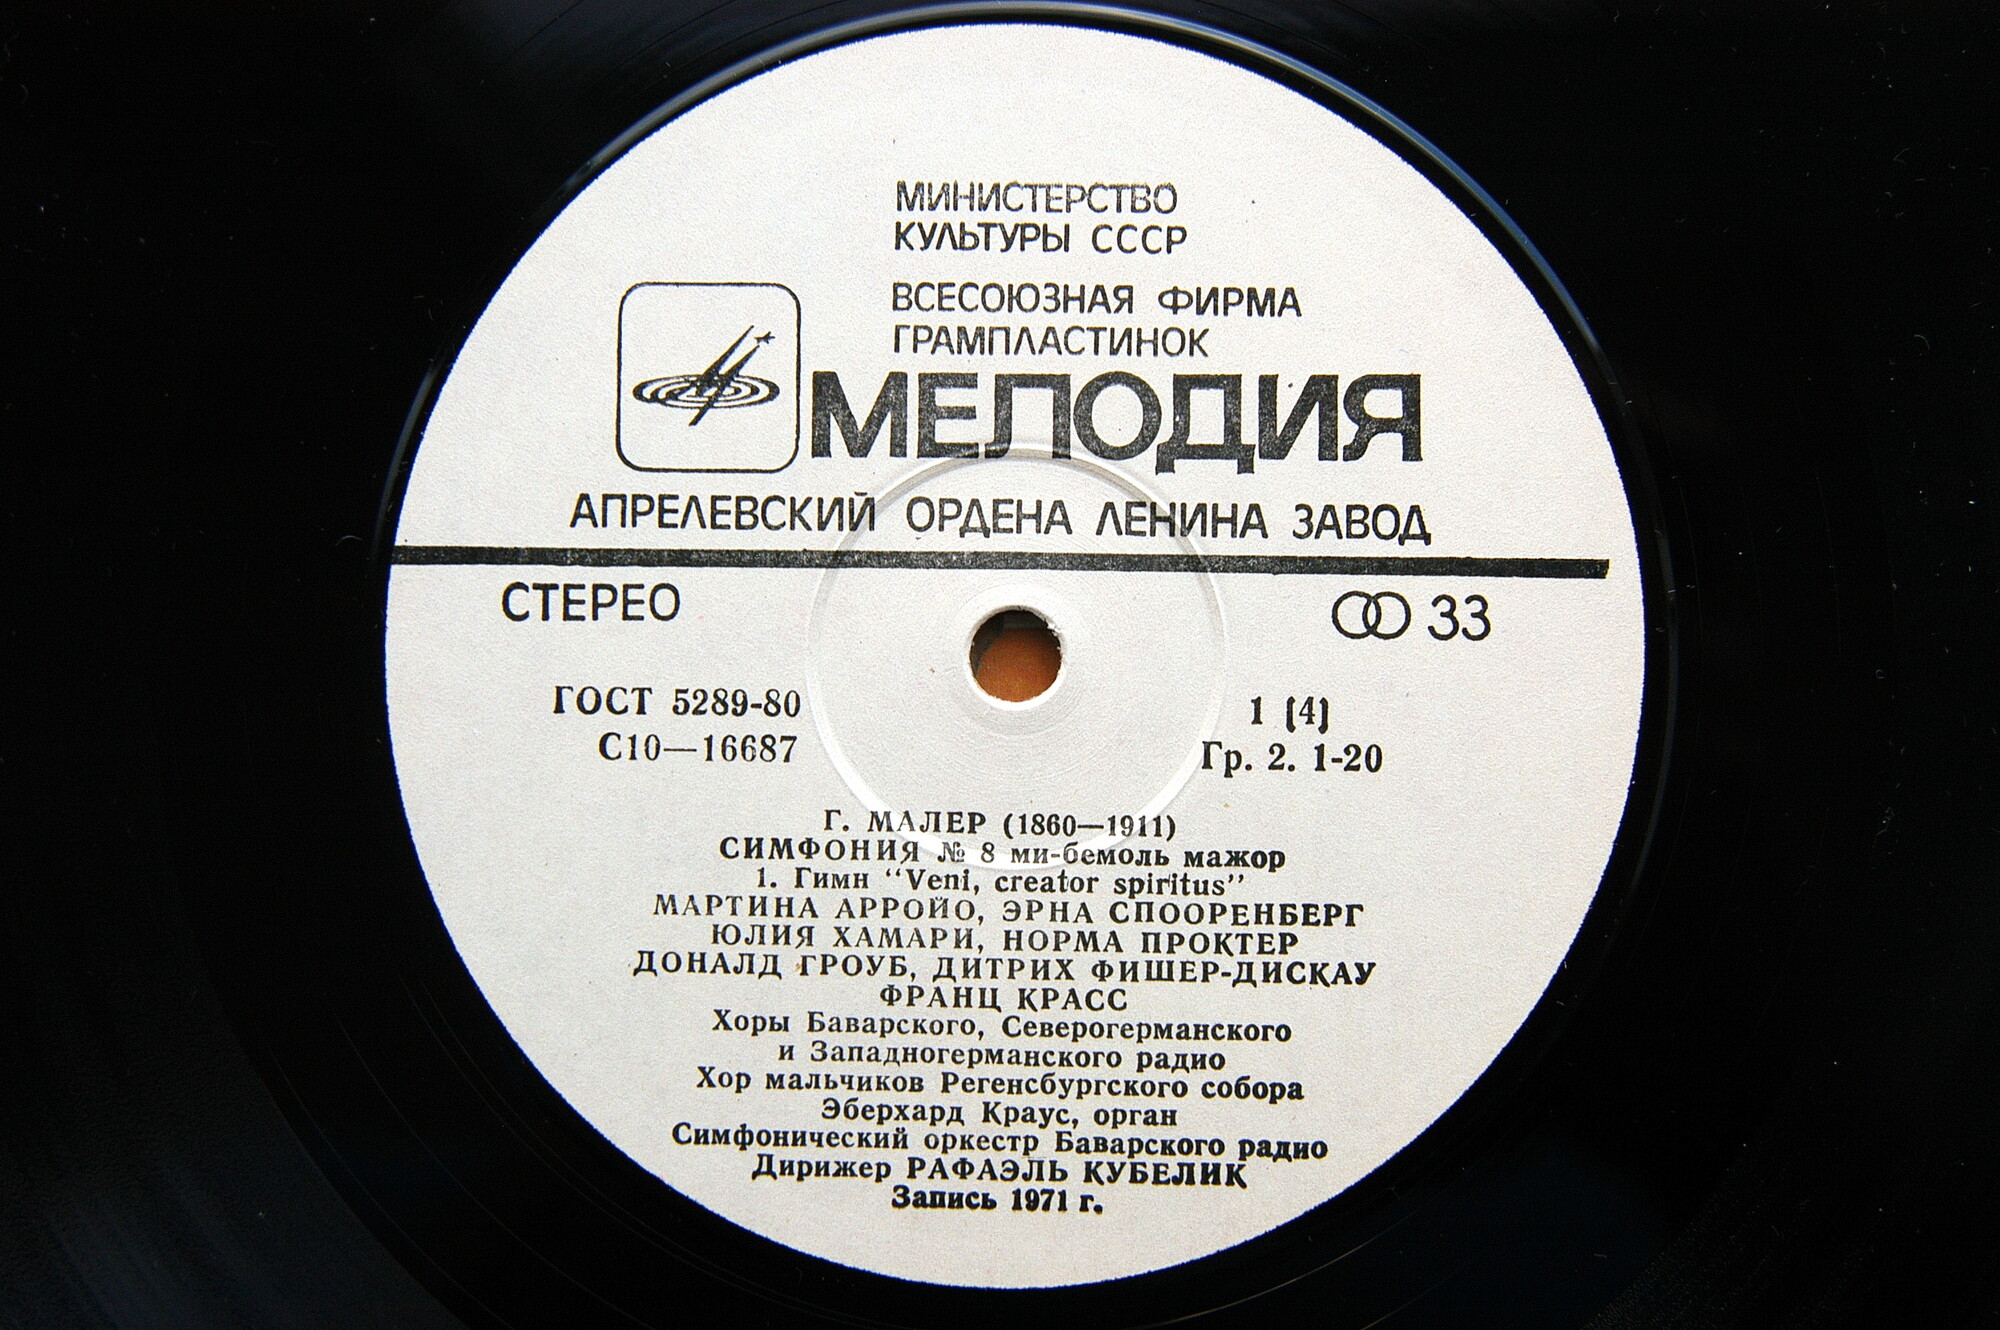 МИНИСТЕРСТВО
КУЛЬТУРЫ СССР
ВСЕСОЮЗНАЯ ФИРМА
ГРАМПЛАСТИНОК
МЕЛОДИЯ
АПРЕЛЕВСКИЙ ОРДЕНА ЛЕНИНА ЗАВОД
СТЕРЕО 33
ГОСТ 5289-80 1 (4)
С10—16687 Гр. 2. 1-20
Г. МАЛЕР (1860—1911)
СИМФОНИЯ № 8 ми-бемоль мажор
1. Гимн “Veni, creator spiritus”
МАРТИНА АРРОЙО, ЭРНА СПООРЕНБЕРГ
ЮЛИЯ ХАМАРИ, НОРМА ПРОКТЕР
ДОНАЛД ГРОУБ, ДИТРИХ ФИШЕР-ДИСКАУ
ФРАНЦ КРАСС
Хоры Баварского, Северогерманского
и Западногерманского радио
Хор мальчиков Регенсбургского собора
Эберхард Краус, орган
Симфонический оркестр Баварского радио
Дирижер РАФАЭЛЬ КУБЕЛИК
Запись 1971 г.